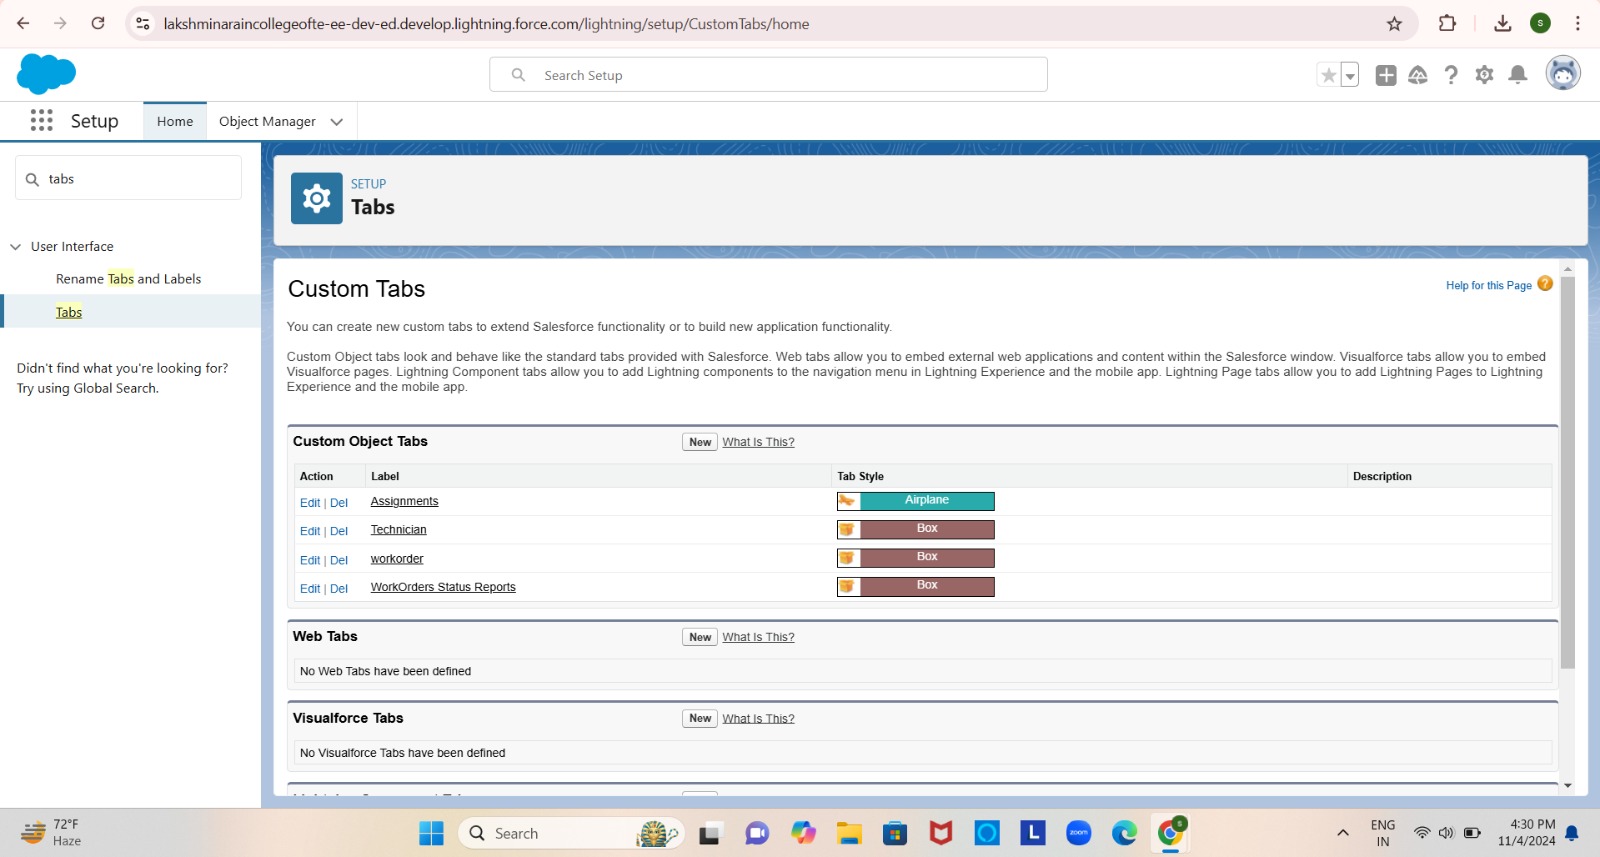 lakshminaraincollegeofte-ee-dev-ed.develop.lightning.force.com/lightning/setup/CustomTabs/home
S
Search Setup
Setup
Home
Object Manager
tabs
User Interface
Rename Tabs and Labels
Tabs
Didn't find what you're looking for?
Try using Global Search.
SETUP
Tabs
Custom Tabs
Help for this Page
You can create new custom tabs to extend Salesforce functionality or to build new application functionality.
Custom Object tabs look and behave like the standard tabs provided with Salesforce. Web tabs allow you to embed external web applications and content within the Salesforce window. Visualforce tabs allow you to embed
Visualforce pages. Lightning Component tabs allow you to add Lightning components to the navigation menu in Lightning Experience and the mobile app. Lightning Page tabs allow you to add Lightning Pages to Lightning
Experience and the mobile app.
Custom Object Tabs New What Is This?
Action Label Tab Style Description
Edit | Del Assignments Airplane
Edit | Del Technician Box
Edit | Del workorder Box
Edit | Del WorkOrders Status Reports Box
Web Tabs New What Is This?
No Web Tabs have been defined
Visualforce Tabs New What Is This?
No Visualforce Tabs have been defined
72°F
Haze
Search
L
zoom
S
ENG
IN
4:30 PM
11/4/2024